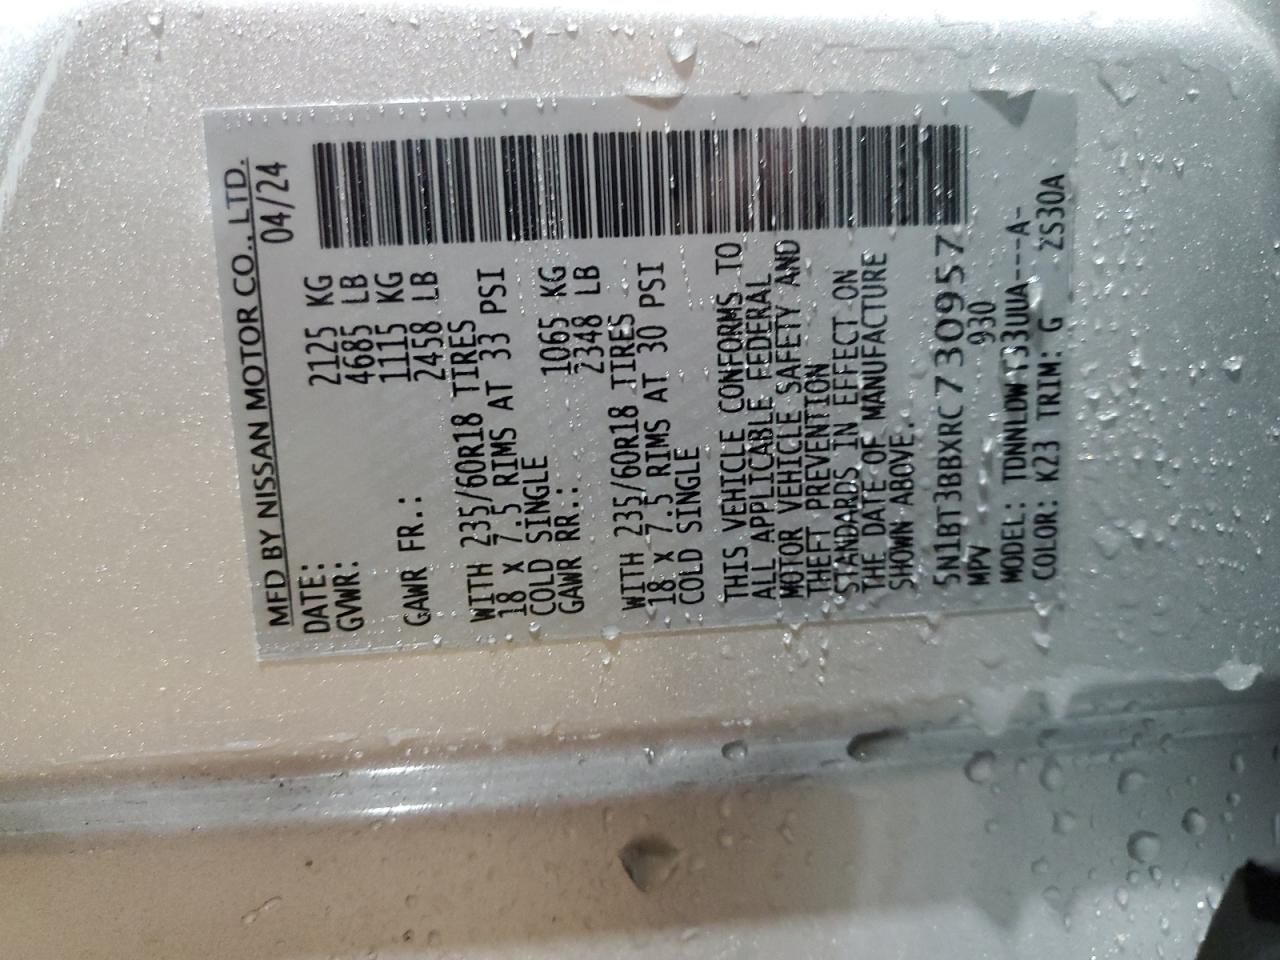 MFD BY NISSAN MOTOR CO., LTD.
DATE: 04/24
GVWR: 2125 KG
4685 LB
GAWR FR.: 1115 KG
2458 LB
WITH 235/60R18 TIRES
18 X 7.5 RIMS AT 33 PSI
COLD SINGLE
GAWR RR.: 1065 KG
2348 LB
WITH 235/60R18 TIRES
18 X 7.5 RIMS AT 30 PSI
COLD SINGLE
THIS VEHICLE CONFORMS TO
ALL APPLICABLE FEDERAL
MOTOR VEHICLE SAFETY AND
THEFT PREVENTION
STANDARDS IN EFFECT ON
THE DATE OF MANUFACTURE
SHOWN ABOVE.
5N1BT3BBXRC730957
MPV 930
MODEL: TDNNLDWT33UUA---A-
COLOR: K23 TRIM: G 2S30A